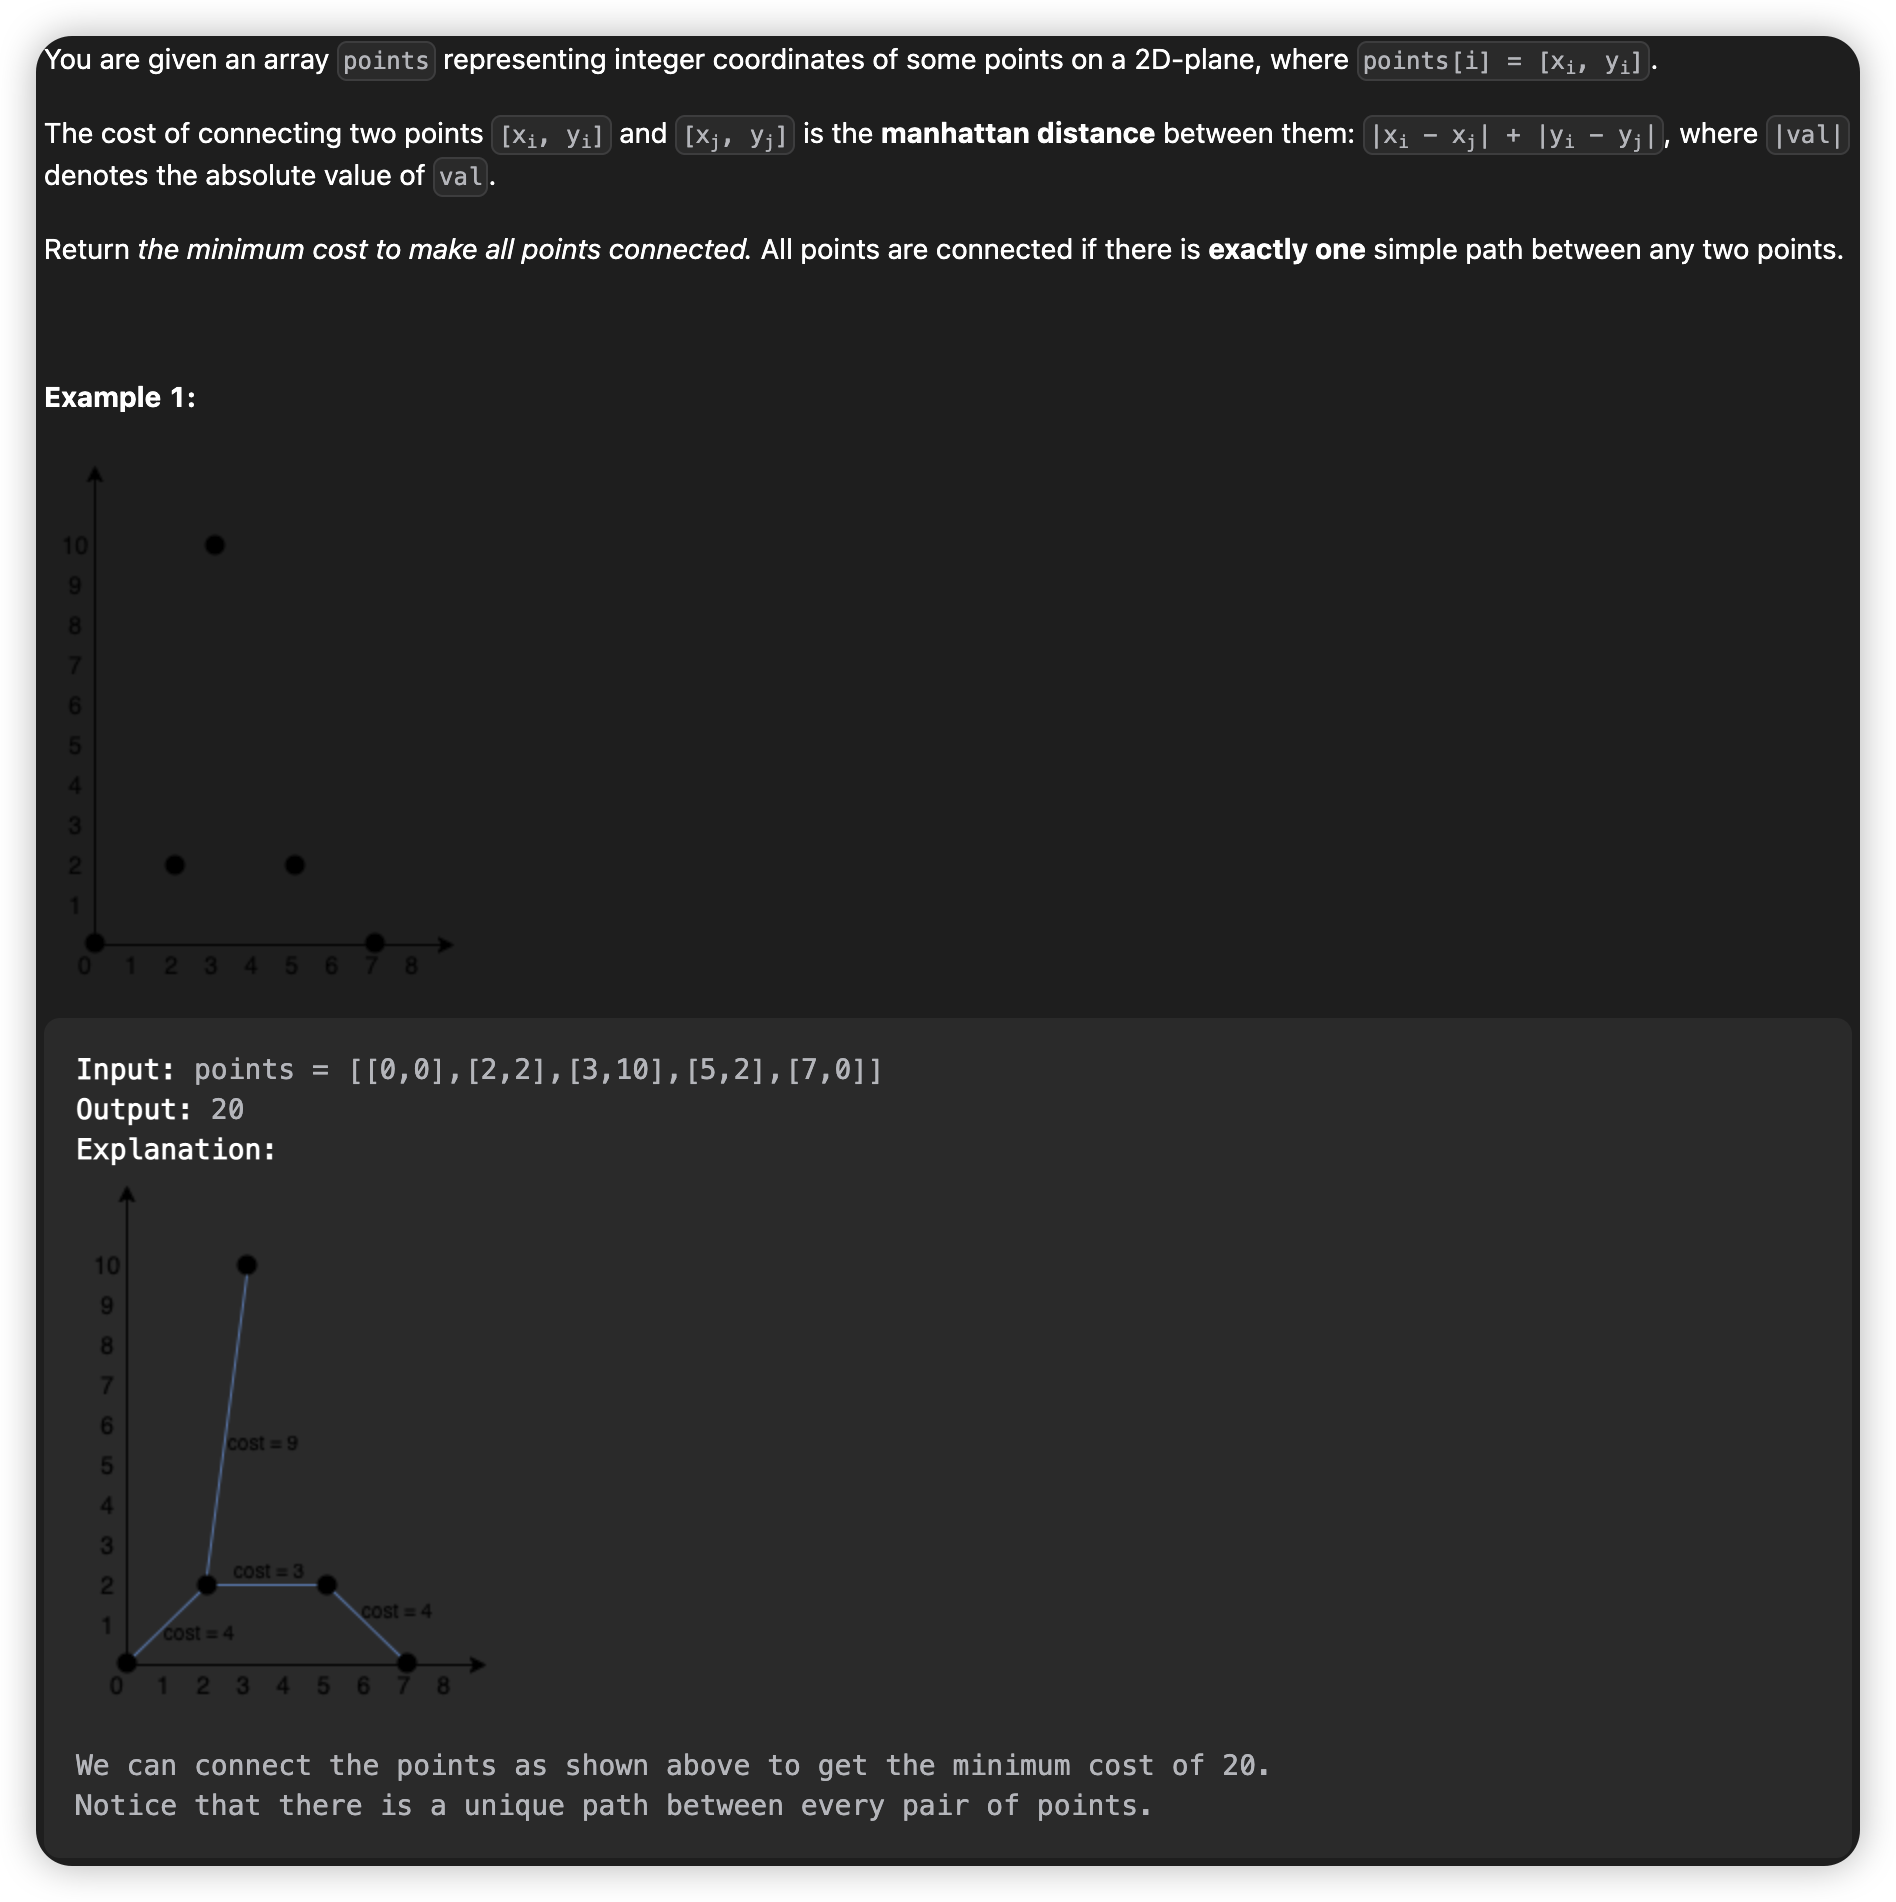 You are given an array points representing integer coordinates of some points on a 2D-plane, where points[i] = [xᵢ, yᵢ].
The cost of connecting two points [xᵢ, yᵢ] and [xⱼ, yⱼ] is the manhattan distance between them: |xᵢ - xⱼ| + |yᵢ - yⱼ|, where |val|
denotes the absolute value of val.
Return the minimum cost to make all points connected. All points are connected if there is exactly one simple path between any two points.
Example 1:
10
9
8
7
6
5
4
3
2
1
0 1 2 3 4 5 6 7 8
Input: points = [[0,0],[2,2],[3,10],[5,2],[7,0]]
Output: 20
Explanation:
10
9
8
7
6
cost = 9
5
4
3
cost = 3
2
cost = 4
1
cost = 4
0 1 2 3 4 5 6 7 8
We can connect the points as shown above to get the minimum cost of 20.
Notice that there is a unique path between every pair of points.